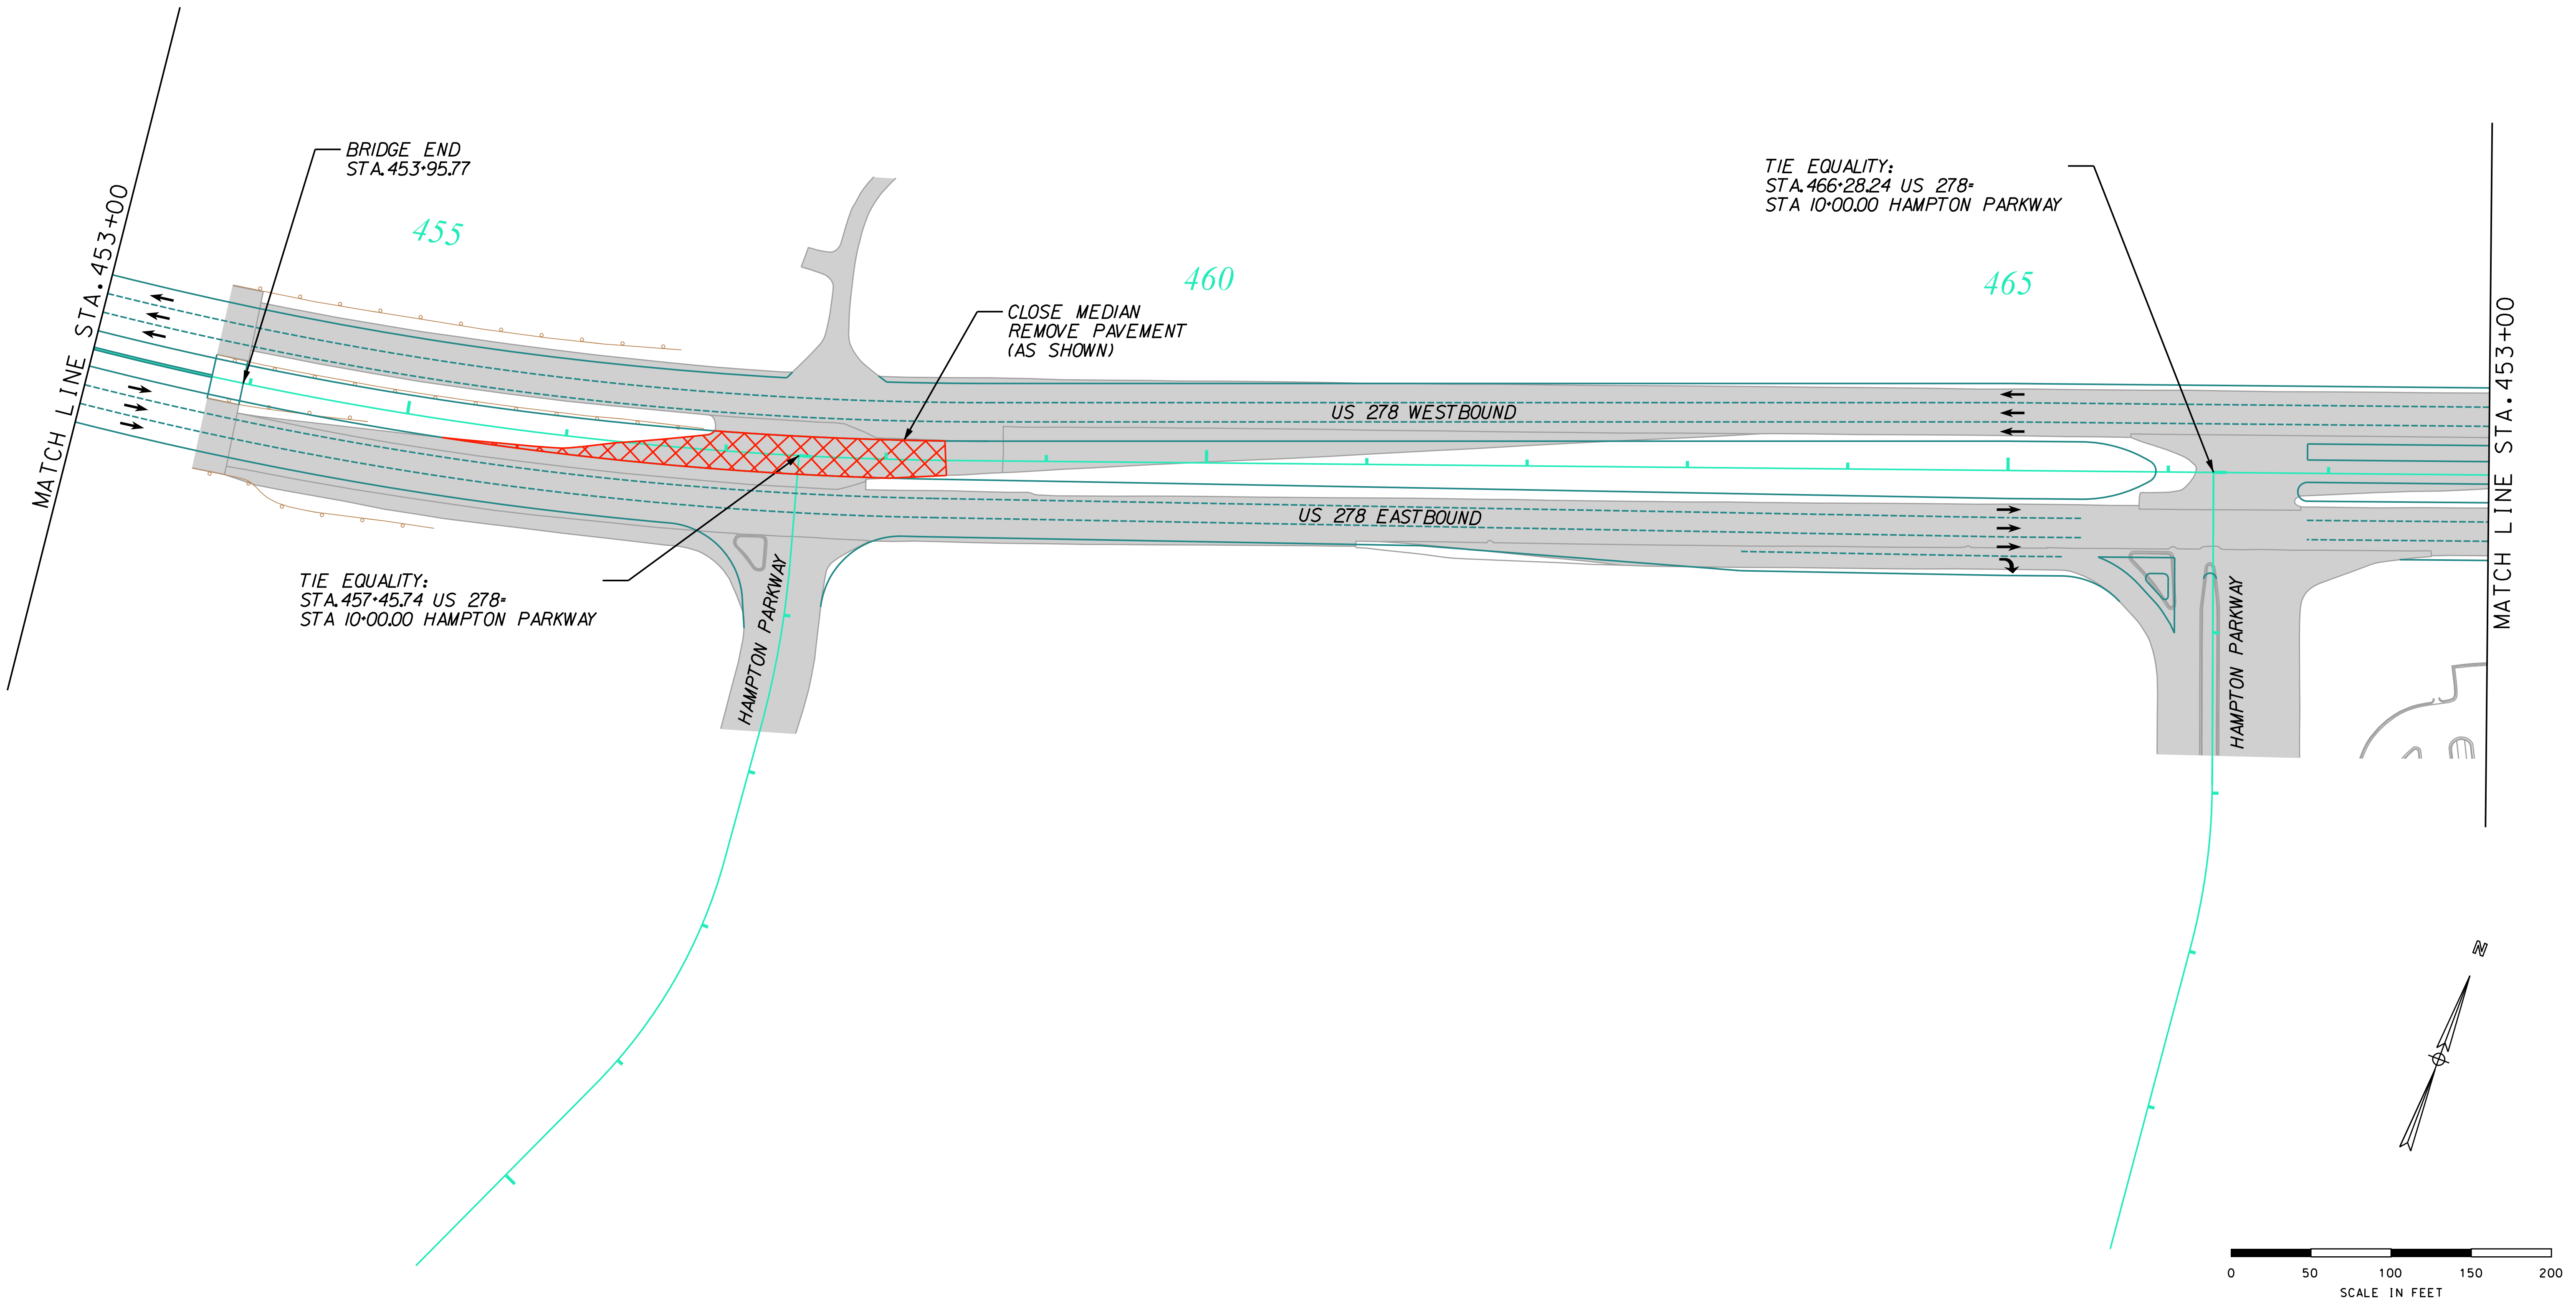 MATCH LINE STA. 453+00
BRIDGE END
STA. 453+95.77
455
CLOSE MEDIAN
REMOVE PAVEMENT
(AS SHOWN)
460
TIE EQUALITY:
STA. 466+28.24 US 278=
STA 10+00.00 HAMPTON PARKWAY
465
MATCH LINE STA. 453+00
US 278 WESTBOUND
US 278 EASTBOUND
TIE EQUALITY:
STA. 457+45.74 US 278=
STA 10+00.00 HAMPTON PARKWAY
HAMPTON PARKWAY
HAMPTON PARKWAY
N
0 50 100 150 200
SCALE IN FEET